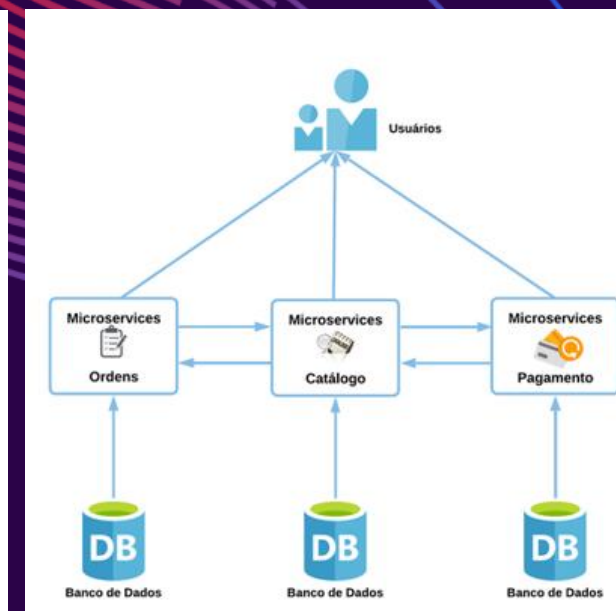 Usuários
Microservices
Ordens
Microservices
Catálogo
Microservices
Pagamento
DB
Banco de Dados
DB
Banco de Dados
DB
Banco de Dados